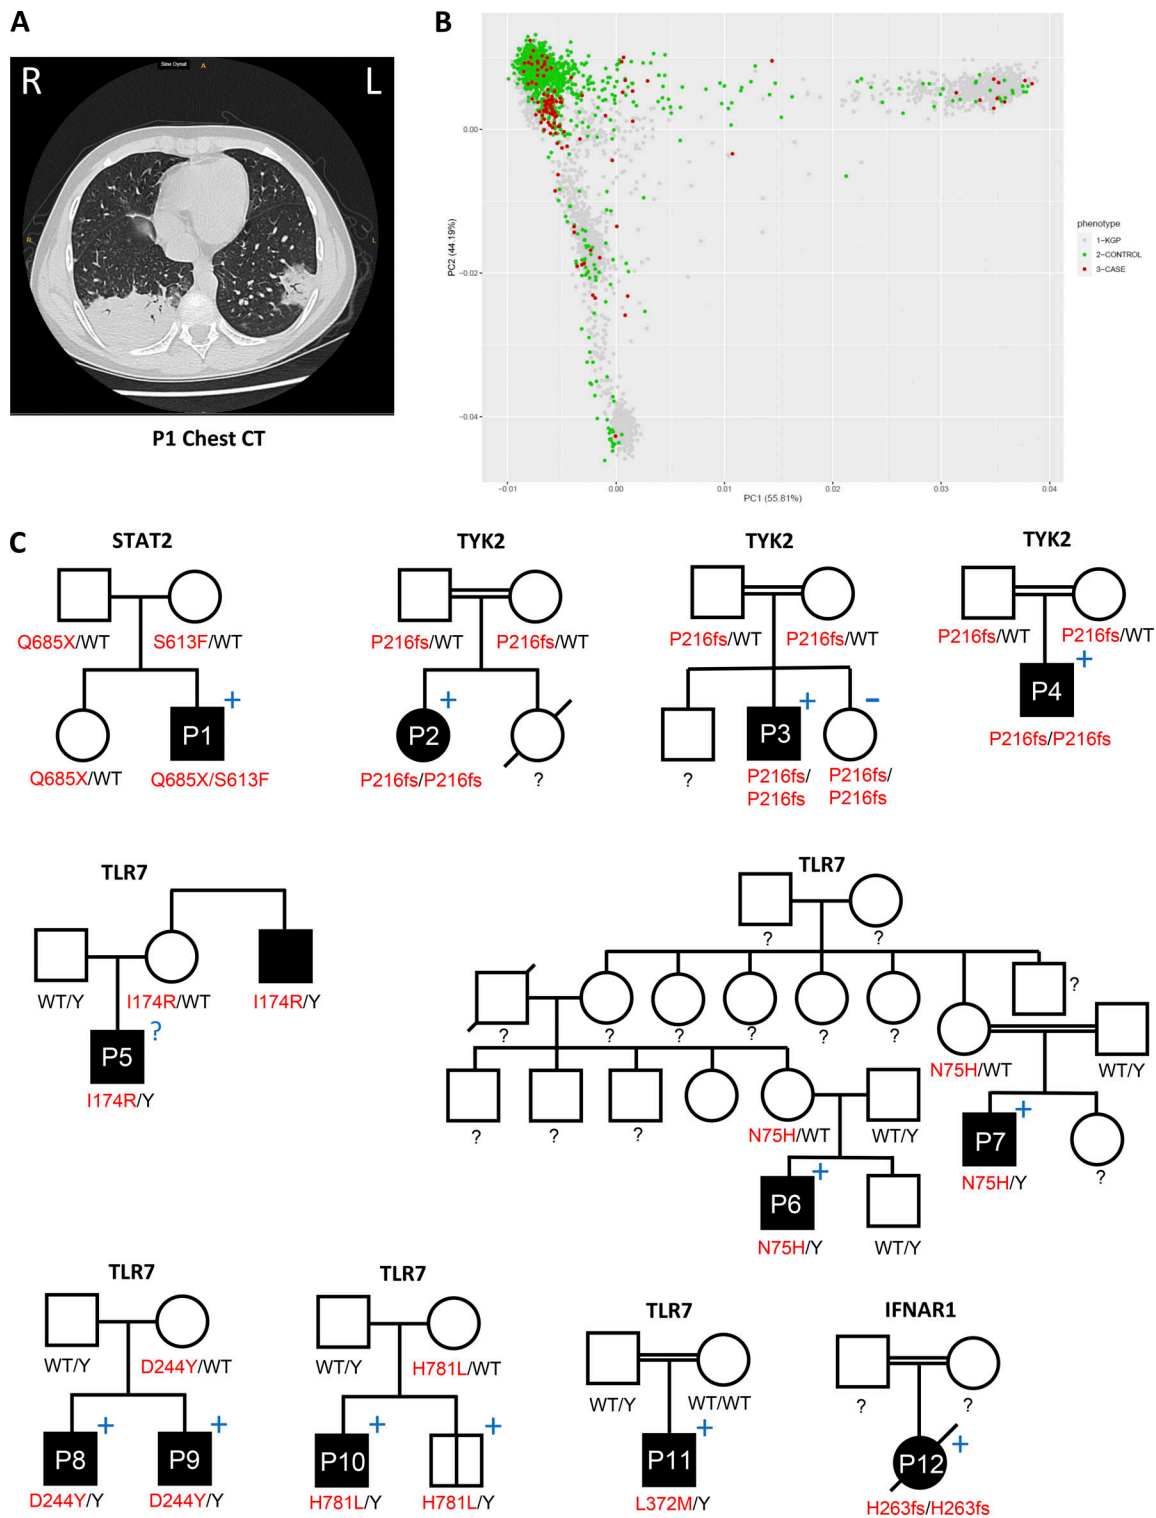 A
R
L
Sine Oynat
A
R
L
P1 Chest CT
B
0.00
−0.02
−0.04
PC2 (44.19%)
−0.01
0.00
0.01
0.02
0.03
0.04
PC1 (55.81%)
phenotype
1−KGP
2−CONTROL
3−CASE
C
STAT2
Q685X/WT
S613F/WT
+
P1
Q685X/WT
Q685X/S613F
TYK2
P216fs/WT
P216fs/WT
+
P2
P216fs/P216fs
?
TYK2
P216fs/WT
P216fs/WT
+
−
P3
?
P216fs/
P216fs
P216fs/
P216fs
TYK2
P216fs/WT
P216fs/WT
+
P4
P216fs/P216fs
TLR7
WT/Y
I174R/WT
I174R/Y
?
P5
I174R/Y
TLR7
?
?
?
?
?
?
?
?
?
N75H/WT
WT/Y
?
?
?
N75H/WT
WT/Y
+
P7
N75H/Y
?
+
P6
N75H/Y
WT/Y
TLR7
WT/Y
D244Y/WT
+
+
P8
P9
D244Y/Y
D244Y/Y
TLR7
WT/Y
H781L/WT
+
+
P10
H781L/Y
H781L/Y
TLR7
WT/Y
WT/WT
+
P11
L372M/Y
IFNAR1
?
?
+
P12
H263fs/H263fs